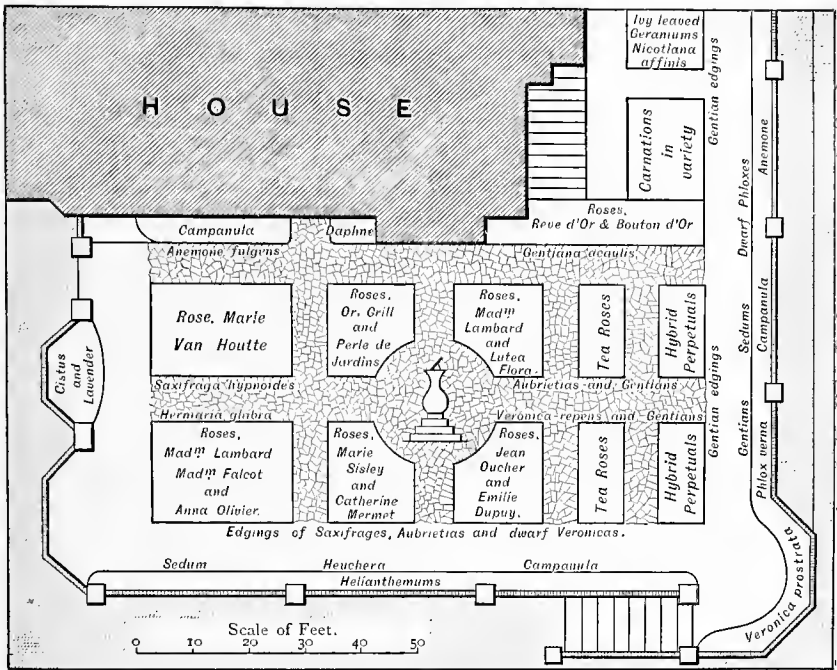 HOUSE
Ivy leaved
Geraniums
Nicotiana
affinis
Gentian edgings
Carnations
in
variety
Anemone
Dwarf Phloxes
Roses,
Reve d'Or & Bouton d'Or
Campanula
Daphne
Anemone fulgens
Gentiana acaulis
Rose, Marie
Van Houtte
Roses,
Or, Grill
and
Perle de
Jardins
Roses,
Madm
Lambard
and
Lutea
Flora.
Tea Roses
Hybrid
Perpetuals
Cistus
and
Lavender
Saxifraga hypnoides
Aubrietias and Gentians
Herniaria glabra
Veronica repens and Gentians
Gentian edgings
Sedums
Campanula
Gentians
Phlox verna
Roses,
Madm Lambard
Madm Falcot
and
Anna Olivier.
Roses,
Marie
Sisley
and
Catherine
Mermet
Roses,
Jean
Oucher
and
Emilie
Dupuy.
Tea Roses
Hybrid
Perpetuals
Edgings of Saxifrages, Aubrietias and dwarf Veronicas.
Sedum
Heuchera
Campanula
Helianthemums
Veronica prostrata
Scale of Feet.
0 10 20 30 40 50